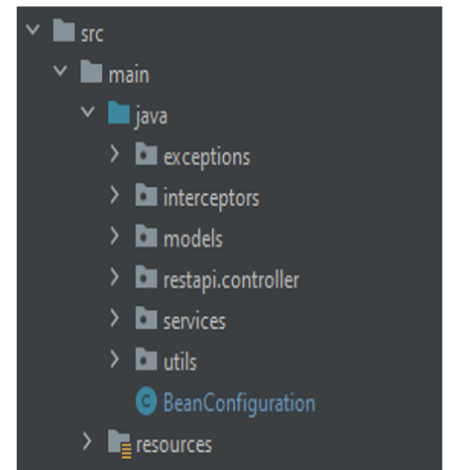 src
main
java
exceptions
interceptors
models
restapi.controller
services
utils
BeanConfiguration
resources